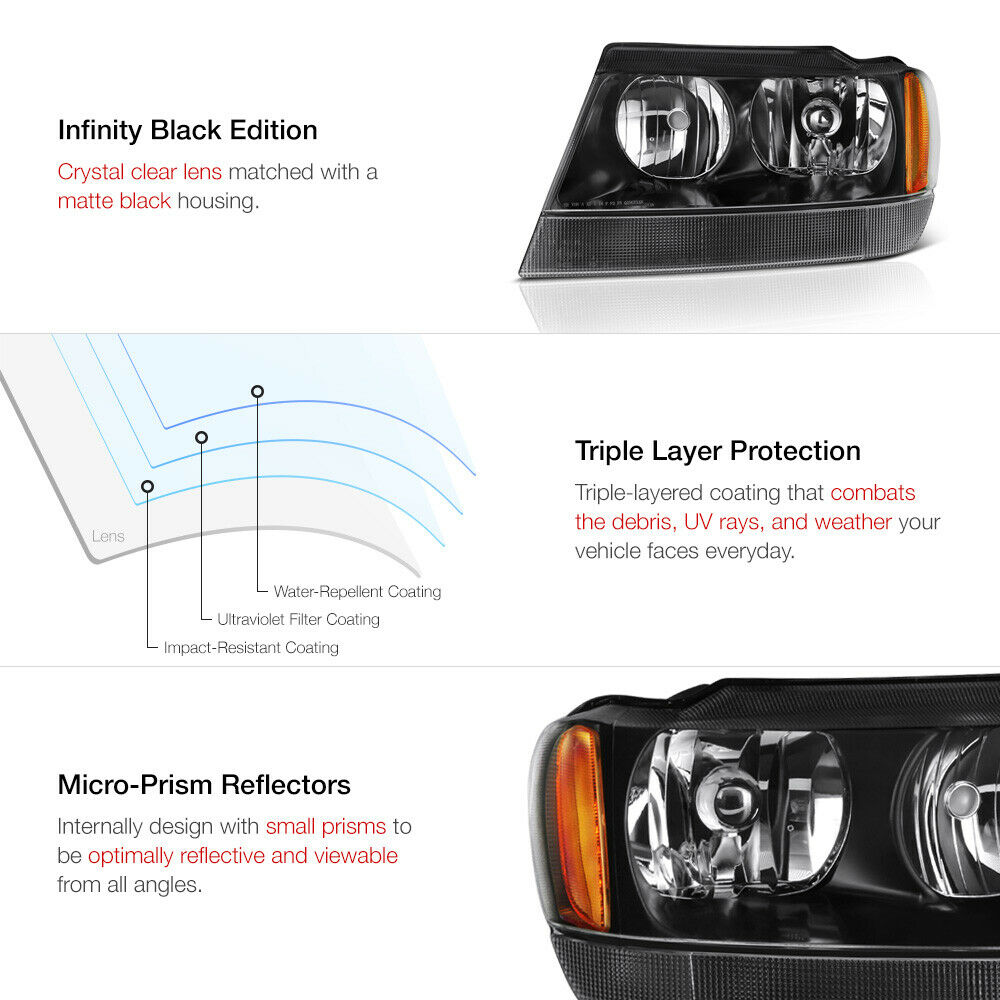 Infinity Black Edition
Crystal clear lens matched with a
matte black housing.
Triple Layer Protection
Triple-layered coating that combats
the debris, UV rays, and weather your
vehicle faces everyday.
Lens
Water-Repellent Coating
Ultraviolet Filter Coating
Impact-Resistant Coating
Micro-Prism Reflectors
Internally design with small prisms to
be optimally reflective and viewable
from all angles.